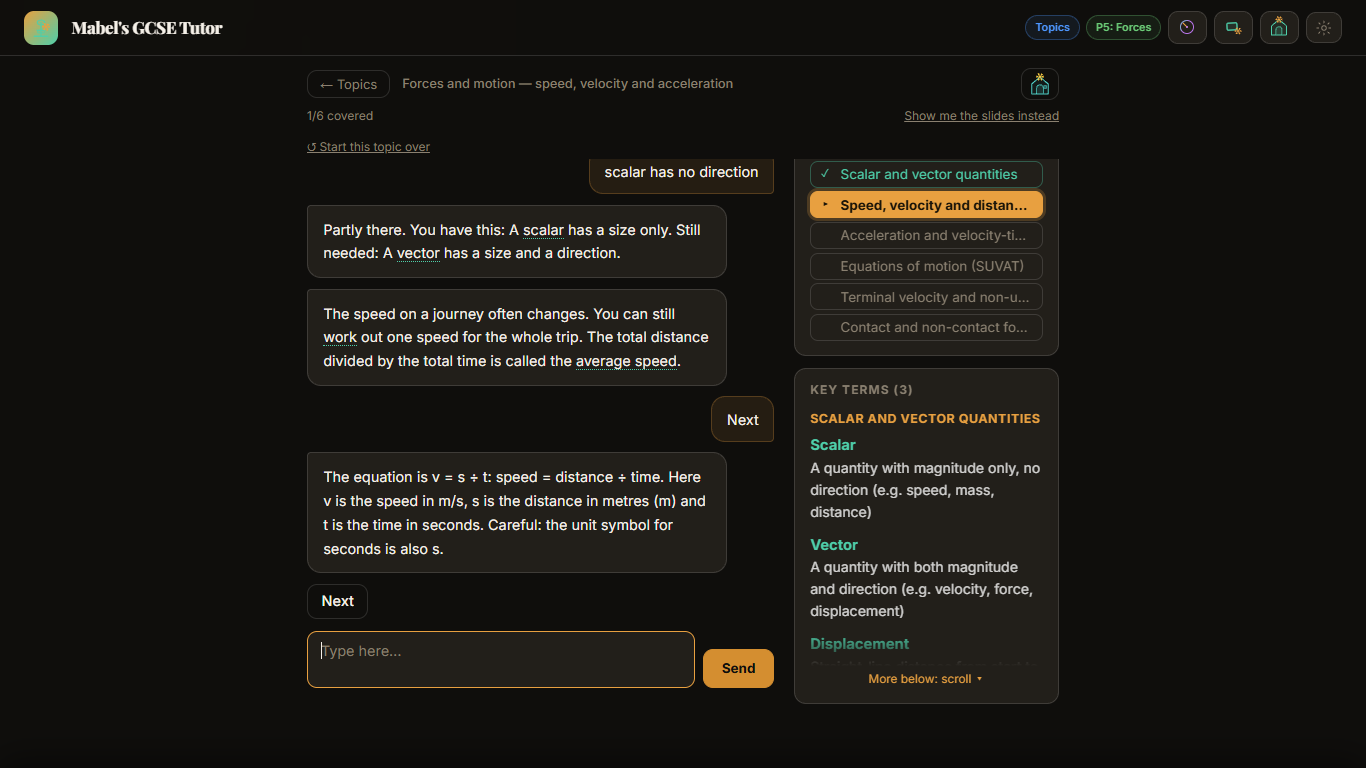 Mabel's GCSE Tutor
Topics
P5: Forces
← Topics
Forces and motion — speed, velocity and acceleration
1/6 covered
Show me the slides instead
↺ Start this topic over
scalar has no direction
Partly there. You have this: A scalar has a size only. Still
needed: A vector has a size and a direction.
The speed on a journey often changes. You can still
work out one speed for the whole trip. The total distance
divided by the total time is called the average speed.
Next
The equation is v = s ÷ t: speed = distance ÷ time. Here
v is the speed in m/s, s is the distance in metres (m) and
t is the time in seconds. Careful: the unit symbol for
seconds is also s.
Next
Type here...
Send
✓ Scalar and vector quantities
▸ Speed, velocity and distan...
Acceleration and velocity-ti...
Equations of motion (SUVAT)
Terminal velocity and non-u...
Contact and non-contact fo...
KEY TERMS (3)
SCALAR AND VECTOR QUANTITIES
Scalar
A quantity with magnitude only, no
direction (e.g. speed, mass,
distance)
Vector
A quantity with both magnitude
and direction (e.g. velocity, force,
displacement)
Displacement
More below: scroll ▾